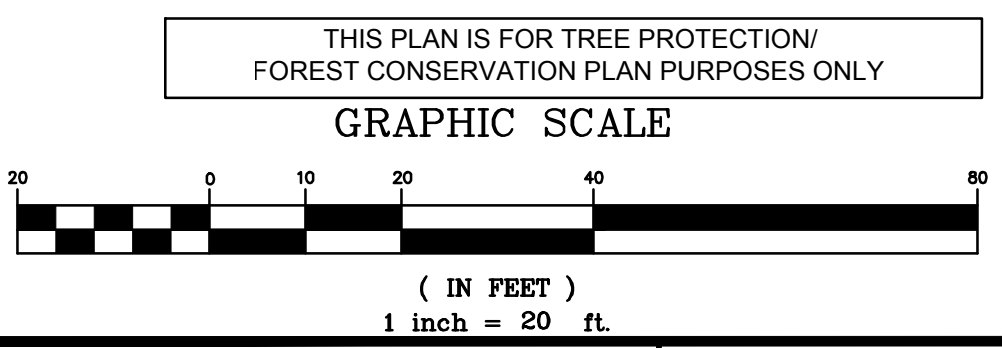 THIS PLAN IS FOR TREE PROTECTION/
FOREST CONSERVATION PLAN PURPOSES ONLY
GRAPHIC SCALE
20 0 10 20 40 80
( IN FEET )
1 inch = 20 ft.